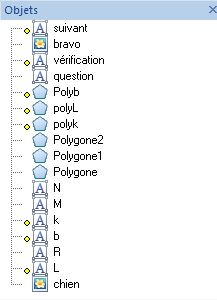 Objets
suivant
bravo
vérification
question
Polyb
polyL
polyk
Polygone2
Polygone1
Polygone
N
M
k
b
R
L
chien